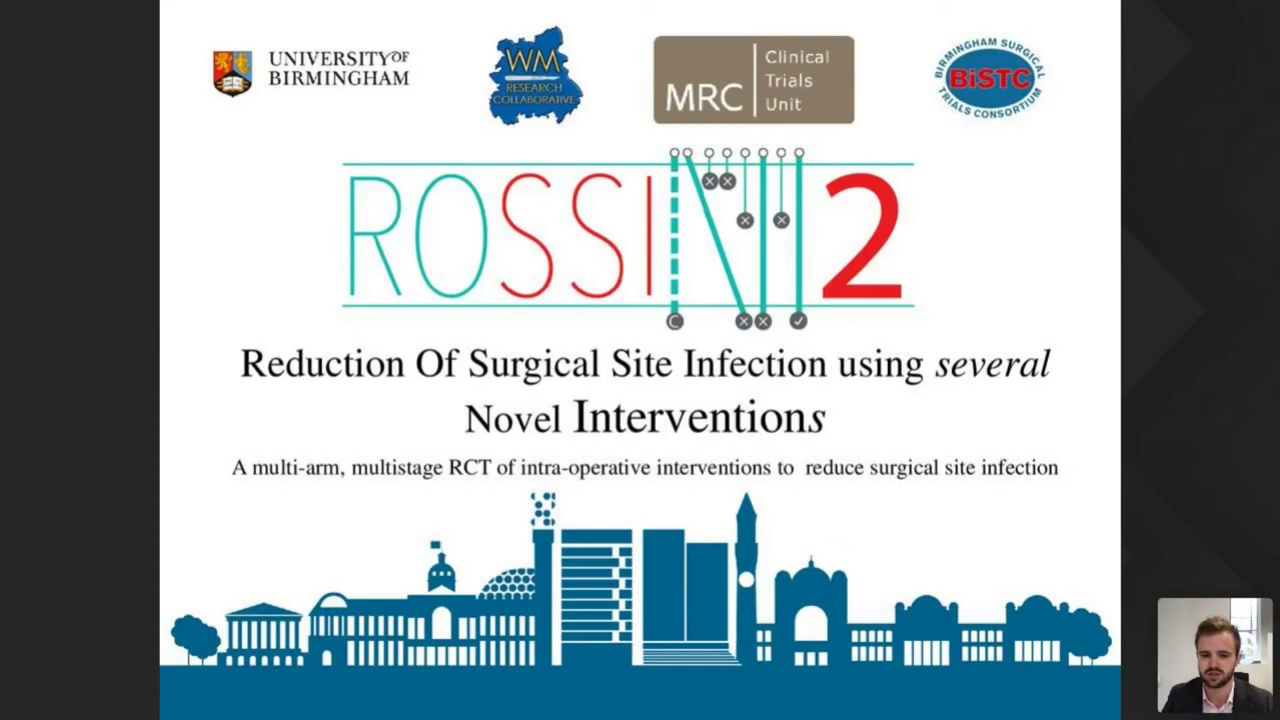 UNIVERSITY OF
BIRMINGHAM
WM
RESEARCH
COLLABORATIVE
MRC
Clinical
Trials
Unit
BIRMINGHAM SURGICAL
BiSTC
TRIALS CONSORTIUM
ROSSINI 2
C
Reduction Of Surgical Site Infection using several
Novel Interventions
A multi-arm, multistage RCT of intra-operative interventions to reduce surgical site infection